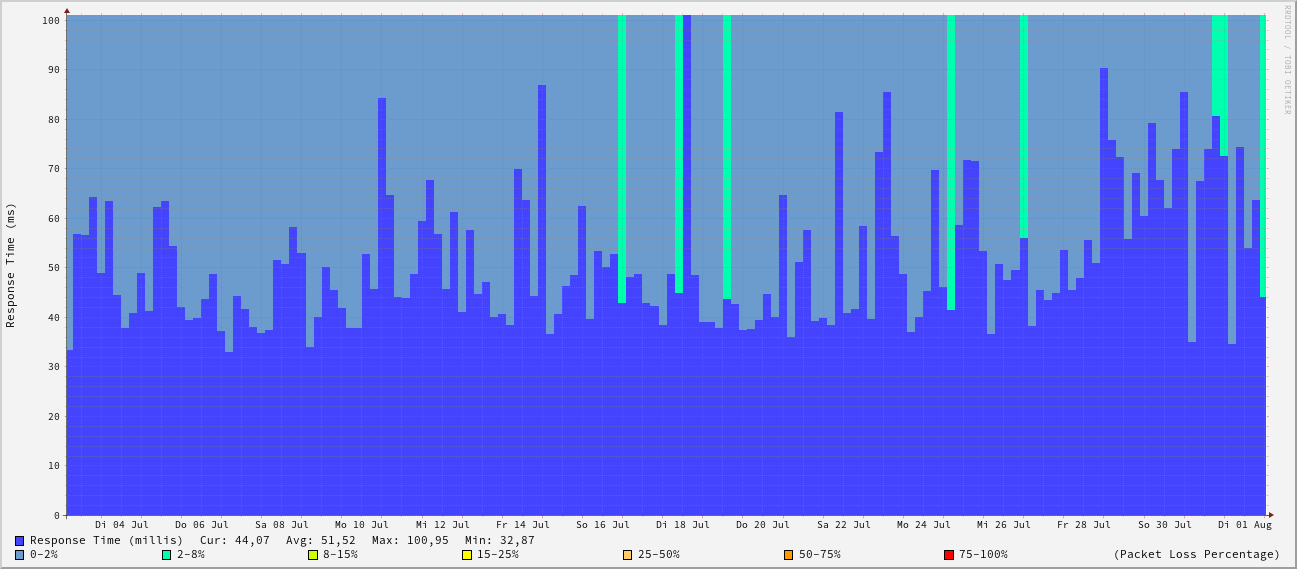 RRDTOOL / TOBI OETIKER
Response Time (ms)
100
90
80
70
60
50
40
30
20
10
0
Di 04 Jul Do 06 Jul Sa 08 Jul Mo 10 Jul Mi 12 Jul Fr 14 Jul So 16 Jul Di 18 Jul Do 20 Jul Sa 22 Jul Mo 24 Jul Mi 26 Jul Fr 28 Jul So 30 Jul Di 01 Aug
Response Time (millis) Cur: 44,07 Avg: 51,52 Max: 100,95 Min: 32,87
0-2% 2-8% 8-15% 15-25% 25-50% 50-75% 75-100% (Packet Loss Percentage)